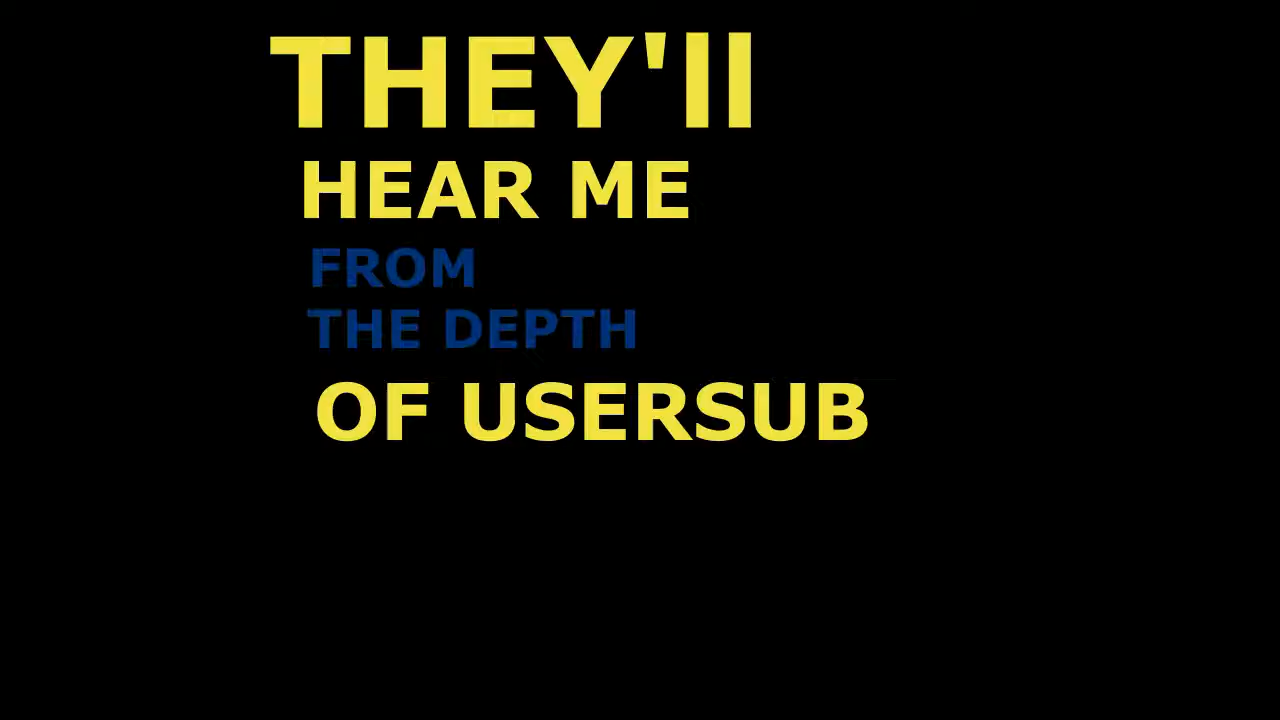 THEY'll
HEAR ME
FROM
THE DEPTH
OF USERSUB